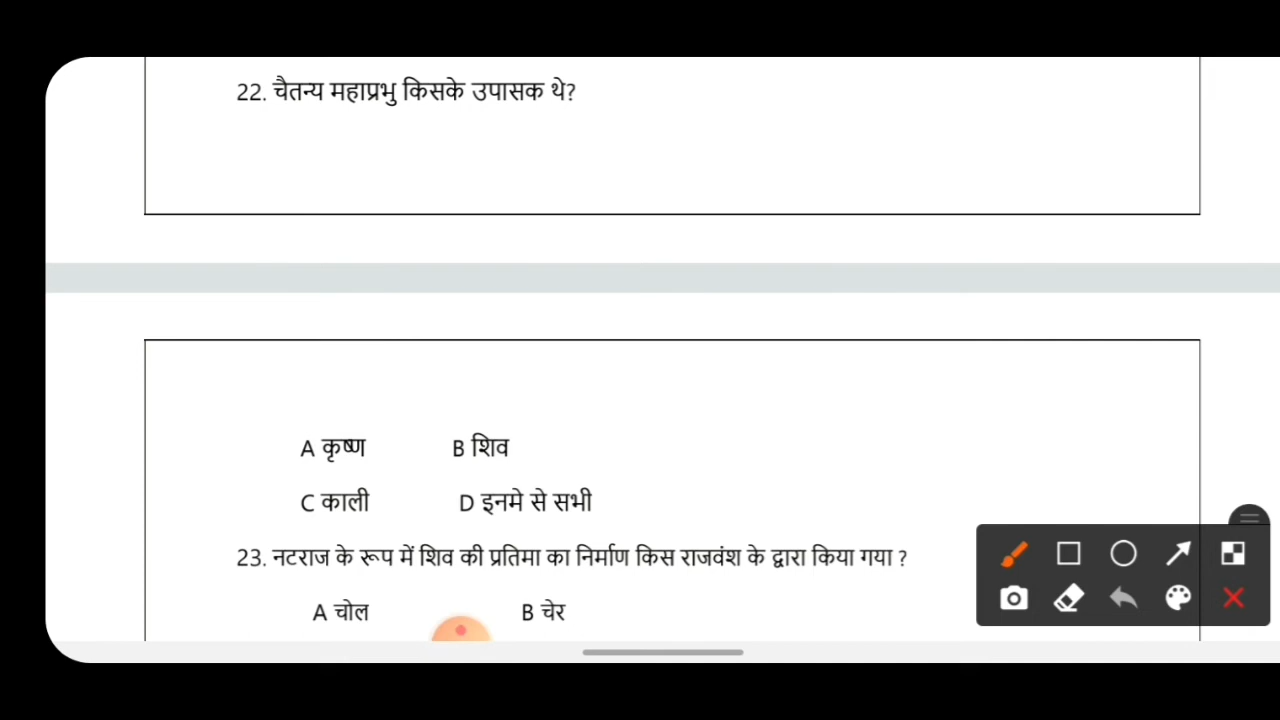 22. चैतन्य महाप्रभु किसके उपासक थे?
A कृष्ण B शिव
C काली D इनमे से सभी
23. नटराज के रूप में शिव की प्रतिमा का निर्माण किस राजवंश के द्वारा किया गया ?
A चोल B चेर